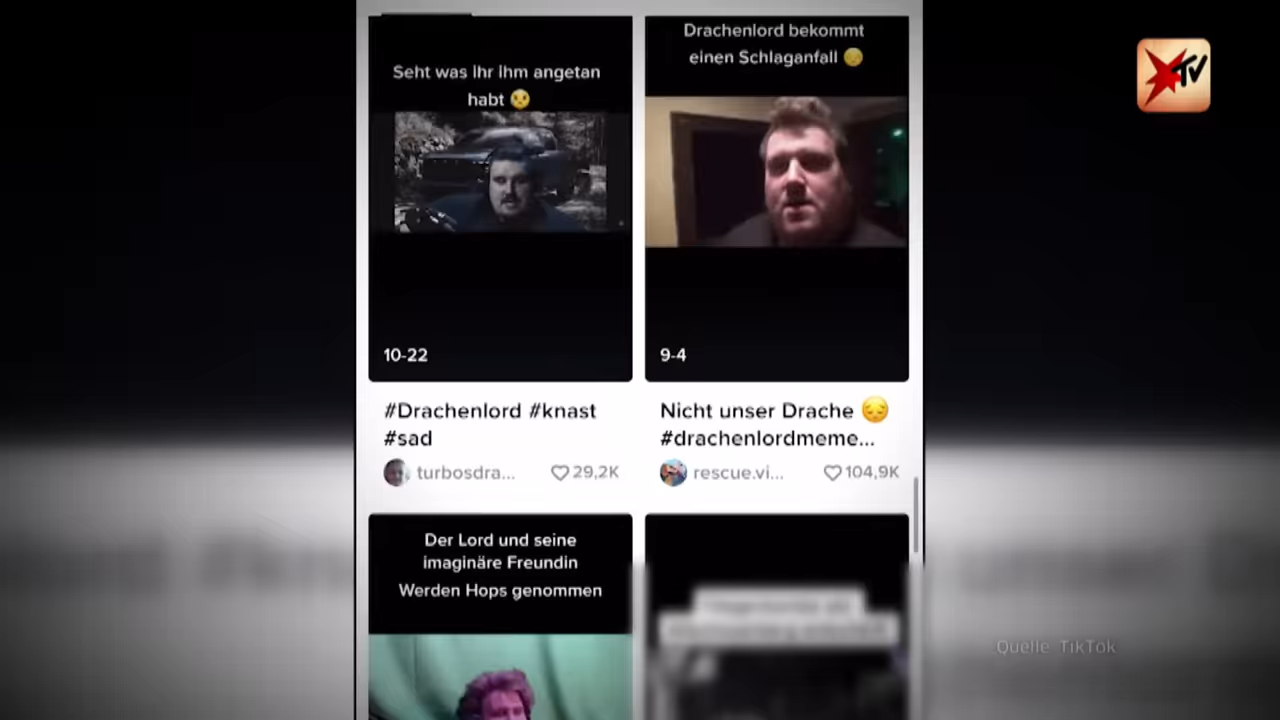 TV
Seht was ihr ihm angetan
habt 😢
10-22
#Drachenlord #knast
#sad
turbosdra...
29,2K
Drachenlord bekommt
einen Schlaganfall 😔
9-4
Nicht unser Drache 😔
#drachenlordmeme...
rescue.vi...
104,9K
Der Lord und seine
imaginäre Freundin
Werden Hops genommen
Quelle TikTok